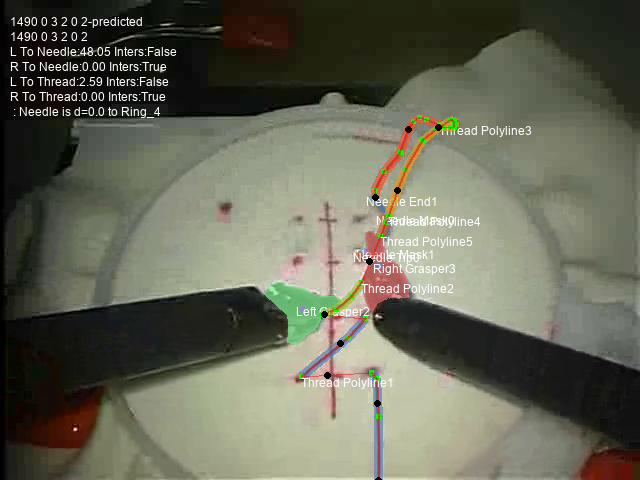 1490 0 3 2 0 2-predicted
1490 0 3 2 0 2
L To Needle:48.05 Inters:False
R To Needle:0.00 Inters:True
L To Thread:2.59 Inters:False
R To Thread:0.00 Inters:True
: Needle is d=0.0 to Ring_4
Thread Polyline3
Needle End1
Thread Polyline4
Thread Polyline5
Right Grasper3
Thread Polyline2
Left Grasper2
Thread Polyline1